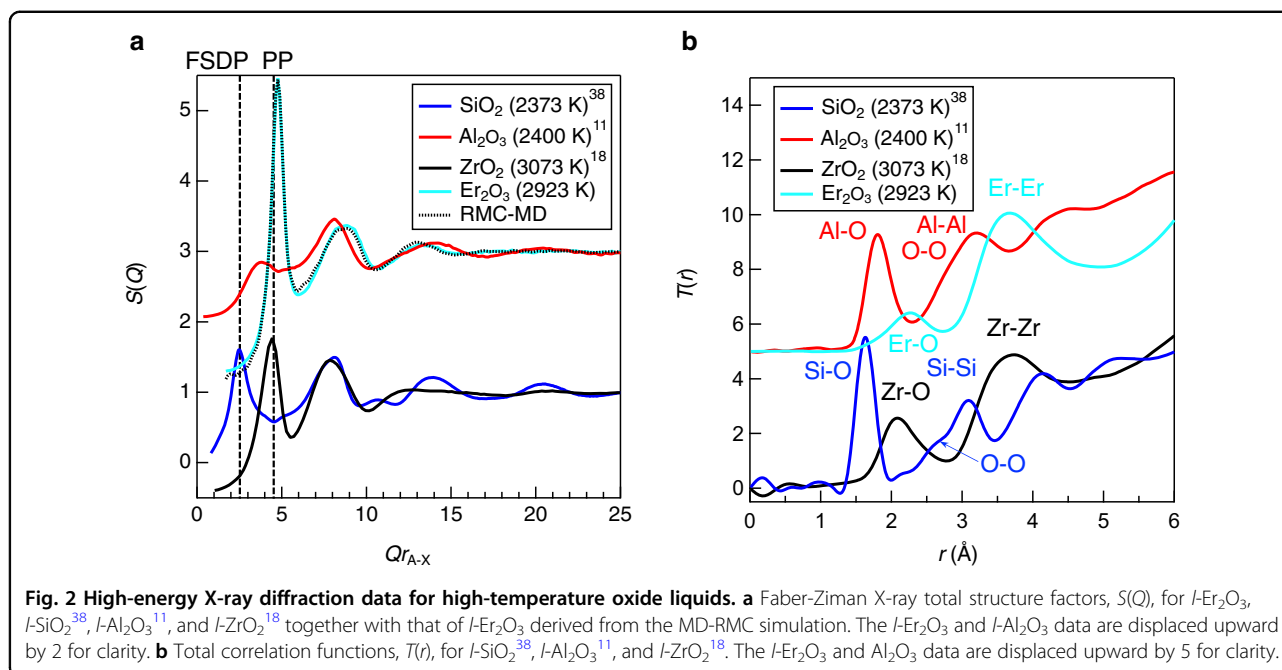 a
FSDP PP
SiO₂ (2373 K)³⁸
Al₂O₃ (2400 K)¹¹
ZrO₂ (3073 K)¹⁸
Er₂O₃ (2923 K)
RMC-MD
S(Q)
5
4
3
2
1
0
0 5 10 15 20 25
Qr_A-X
b
SiO₂ (2373 K)³⁸
Al₂O₃ (2400 K)¹¹
ZrO₂ (3073 K)¹⁸
Er₂O₃ (2923 K)
T(r)
14
12
10
8
6
4
2
0
Er-Er
Al-O
Al-Al
O-O
Er-O
Zr-Zr
Si-O
Zr-O
Si-Si
O-O
0 1 2 3 4 5 6
r (Å)
Fig. 2 High-energy X-ray diffraction data for high-temperature oxide liquids. a Faber-Ziman X-ray total structure factors, S(Q), for l-Er₂O₃,
l-SiO₂³⁸, l-Al₂O₃¹¹, and l-ZrO₂¹⁸ together with that of l-Er₂O₃ derived from the MD-RMC simulation. The l-Er₂O₃ and l-Al₂O₃ data are displaced upward
by 2 for clarity. b Total correlation functions, T(r), for l-SiO₂³⁸, l-Al₂O₃¹¹, and l-ZrO₂¹⁸. The l-Er₂O₃ and Al₂O₃ data are displaced upward by 5 for clarity.